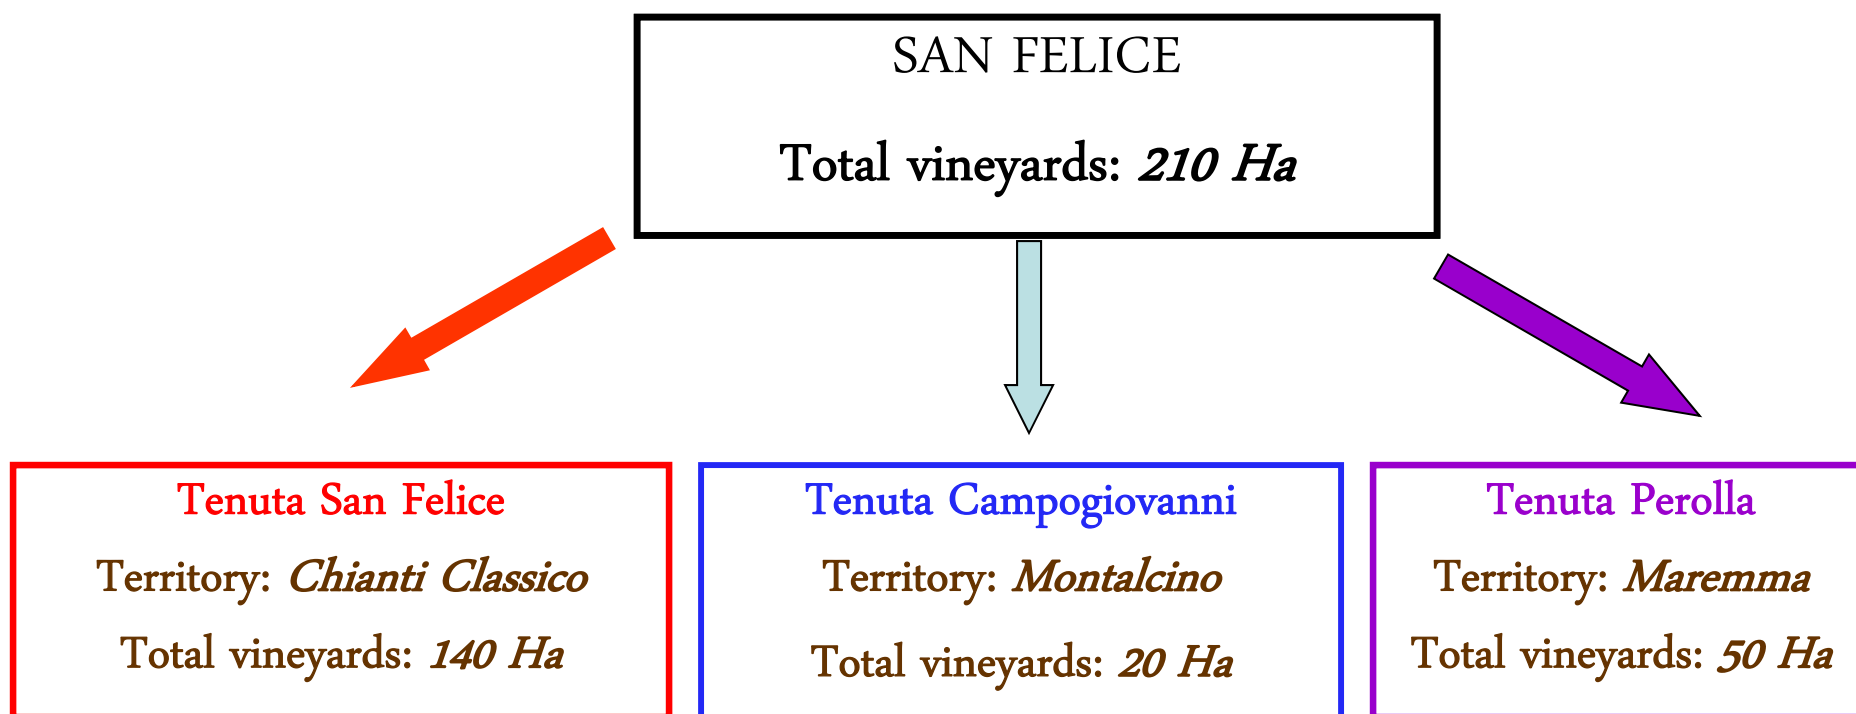 SAN FELICE
Total vineyards: 210 Ha
Tenuta San Felice
Territory: Chianti Classico
Total vineyards: 140 Ha
Tenuta Campogiovanni
Territory: Montalcino
Total vineyards: 20 Ha
Tenuta Perolla
Territory: Maremma
Total vineyards: 50 Ha